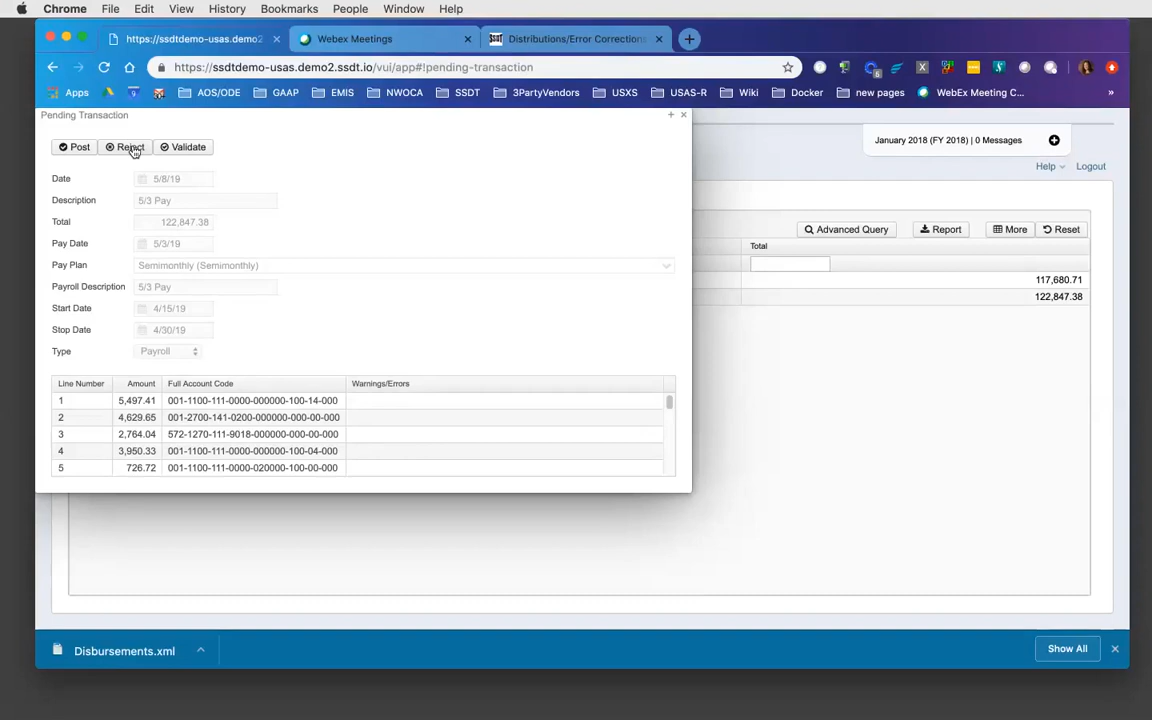 Chrome File Edit View History Bookmarks People Window Help
https://ssdtdemo-usas.demo2 Webex Meetings Distributions/Error Corrections
https://ssdtdemo-usas.demo2.ssdt.io/vui/app#!pending-transaction
Apps AOS/ODE GAAP EMIS NWOCA SSDT 3PartyVendors USXS USAS-R Wiki Docker new pages WebEx Meeting C... »
Pending Transaction
January 2018 (FY 2018) | 0 Messages
Post Reject Validate
Help Logout
Date 5/8/19
Description 5/3 Pay
Total 122,847.38
Advanced Query Report More Reset
Pay Date 5/3/19
Total
Pay Plan Semimonthly (Semimonthly)
117,680.71
Payroll Description 5/3 Pay
122,847.38
Start Date 4/15/19
Stop Date 4/30/19
Type Payroll
Line Number Amount Full Account Code Warnings/Errors
1 5,497.41 001-1100-111-0000-000000-100-14-000
2 4,629.65 001-2700-141-0200-000000-000-00-000
3 2,764.04 572-1270-111-9018-000000-000-00-000
4 3,950.33 001-1100-111-0000-000000-100-04-000
5 726.72 001-1100-111-0000-020000-100-00-000
Disbursements.xml
Show All